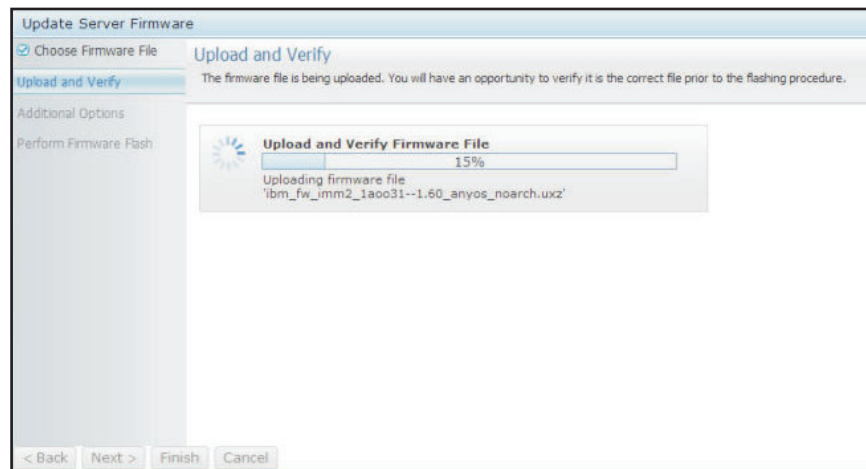 Update Server Firmware
Choose Firmware File
Upload and Verify
Additional Options
Perform Firmware Flash
Upload and Verify
The firmware file is being uploaded. You will have an opportunity to verify it is the correct file prior to the flashing procedure.
Upload and Verify Firmware File
15%
Uploading firmware file
'ibm_fw_imm2_1aoo31--1.60_anyos_noarch.uxz'
< Back Next > Finish Cancel